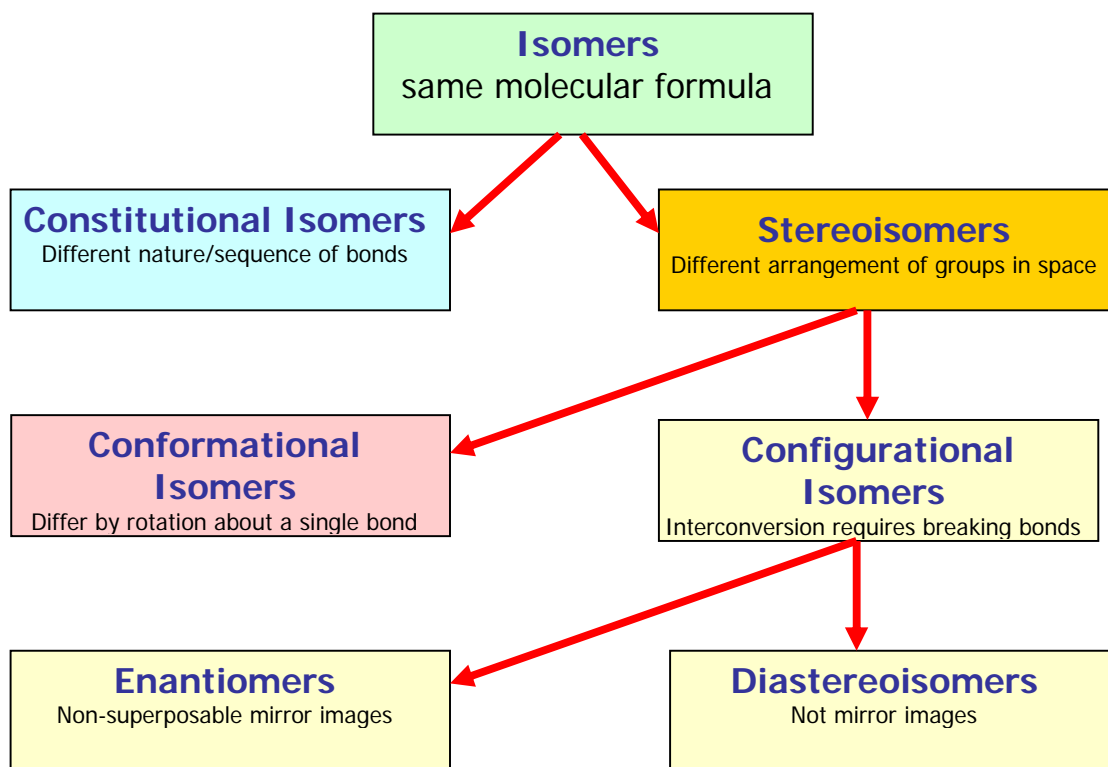 Isomers
same molecular formula
Constitutional Isomers
Different nature/sequence of bonds
Stereoisomers
Different arrangement of groups in space
Conformational
Isomers
Differ by rotation about a single bond
Configurational
Isomers
Interconversion requires breaking bonds
Enantiomers
Non-superposable mirror images
Diastereoisomers
Not mirror images